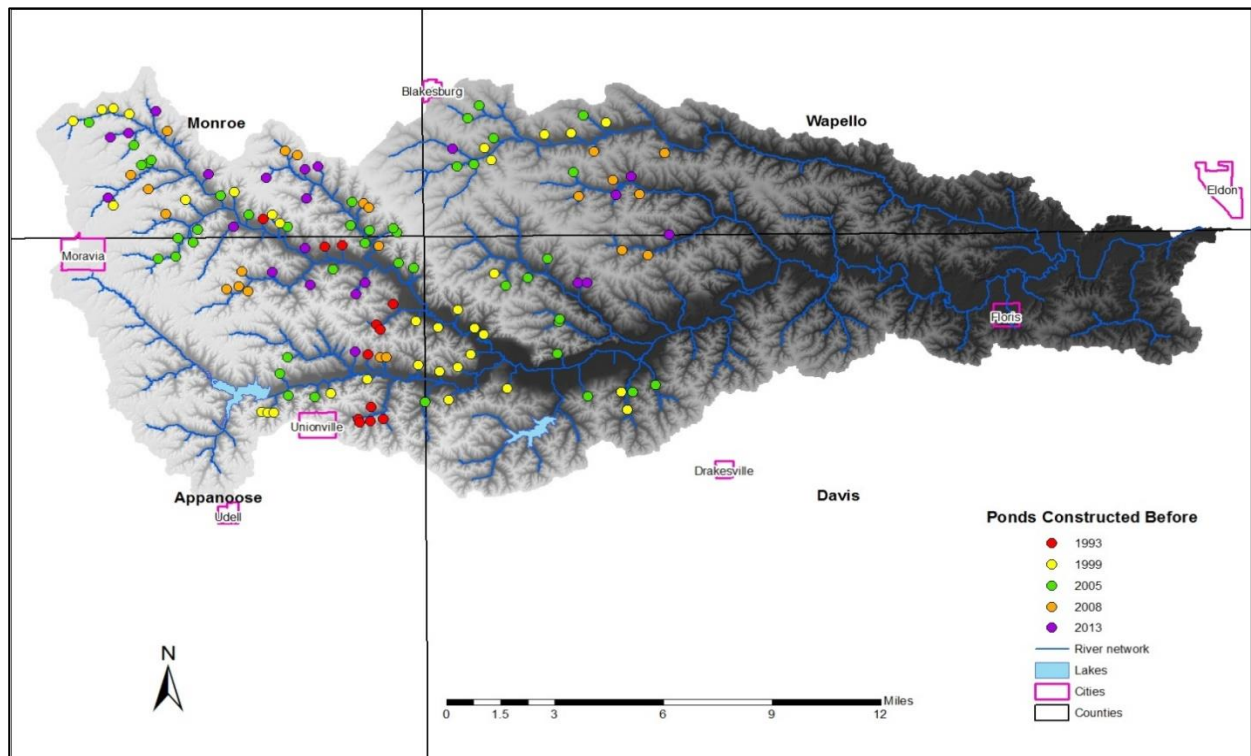 Blakesburg
Monroe
Wapello
Eldon
Moravia
Floris
Unionville
Drakesville
Appanoose
Davis
Udell
Ponds Constructed Before
1993
1999
2005
2008
2013
River network
Lakes
Cities
Counties
N
Miles
0 1.5 3 6 9 12